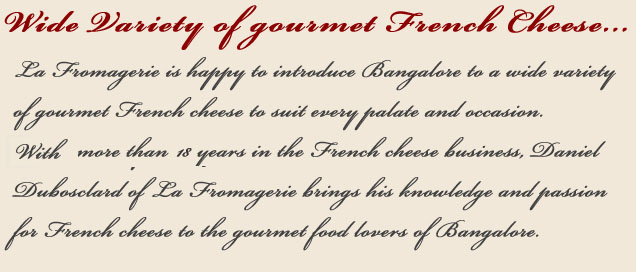 Wide Variety of gourmet French Cheese...
La Fromagerie is happy to introduce Bangalore to a wide variety
of gourmet French cheese to suit every palate and occasion.
With more than 18 years in the French cheese business, Daniel
Dubosclard of La Fromagerie brings his knowledge and passion
for French cheese to the gourmet food lovers of Bangalore.